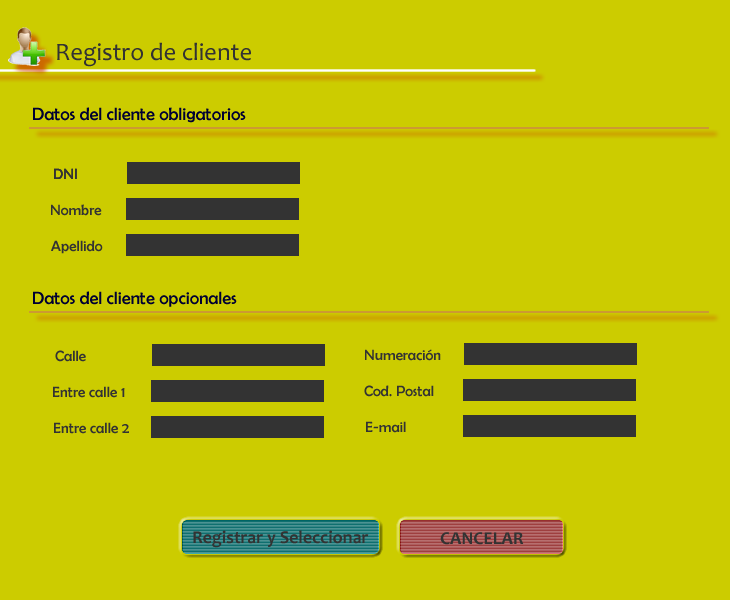 Registro de cliente
Datos del cliente obligatorios
DNI
Nombre
Apellido
Datos del cliente opcionales
Calle
Numeración
Entre calle 1
Cod. Postal
Entre calle 2
E-mail
Registrar y Seleccionar
CANCELAR